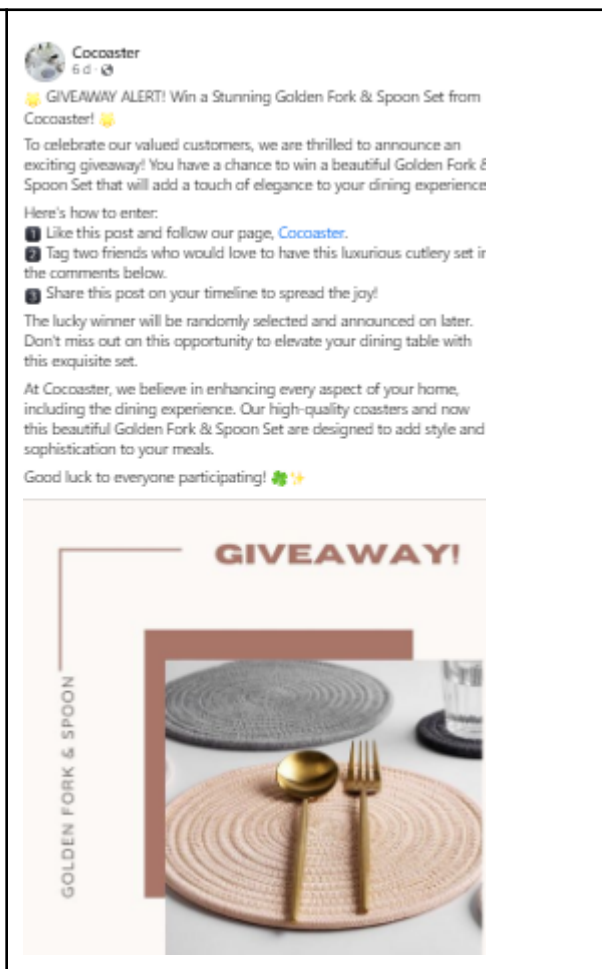 Cocoaster
6 d ·
🌟 GIVEAWAY ALERT! Win a Stunning Golden Fork & Spoon Set from
Cocoaster! 🌟
To celebrate our valued customers, we are thrilled to announce an
exciting giveaway! You have a chance to win a beautiful Golden Fork &
Spoon Set that will add a touch of elegance to your dining experience
Here's how to enter:
1️⃣ Like this post and follow our page, Cocoaster.
2️⃣ Tag two friends who would love to have this luxurious cutlery set in
the comments below.
3️⃣ Share this post on your timeline to spread the joy!
The lucky winner will be randomly selected and announced on later.
Don't miss out on this opportunity to elevate your dining table with
this exquisite set.
At Cocoaster, we believe in enhancing every aspect of your home,
including the dining experience. Our high-quality coasters and now
this beautiful Golden Fork & Spoon Set are designed to add style and
sophistication to your meals.
Good luck to everyone participating! 🍀✨
GIVEAWAY!
GOLDEN FORK & SPOON